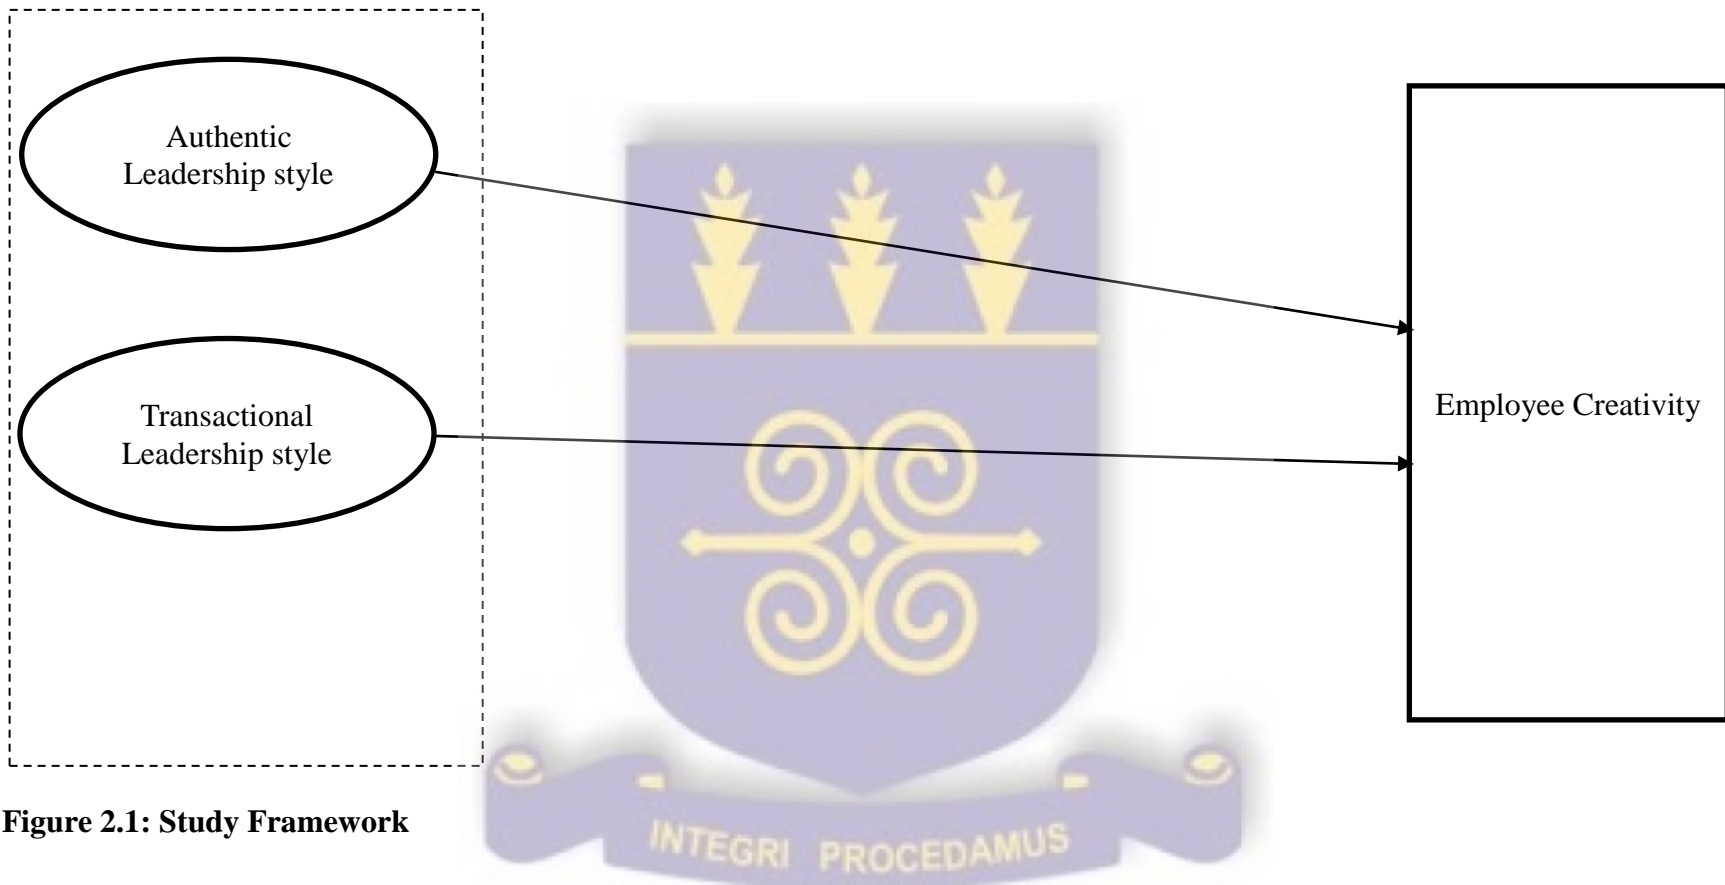 Authentic
Leadership style
Transactional
Leadership style
Employee Creativity
Figure 2.1: Study Framework
INTEGRI PROCEDAMUS